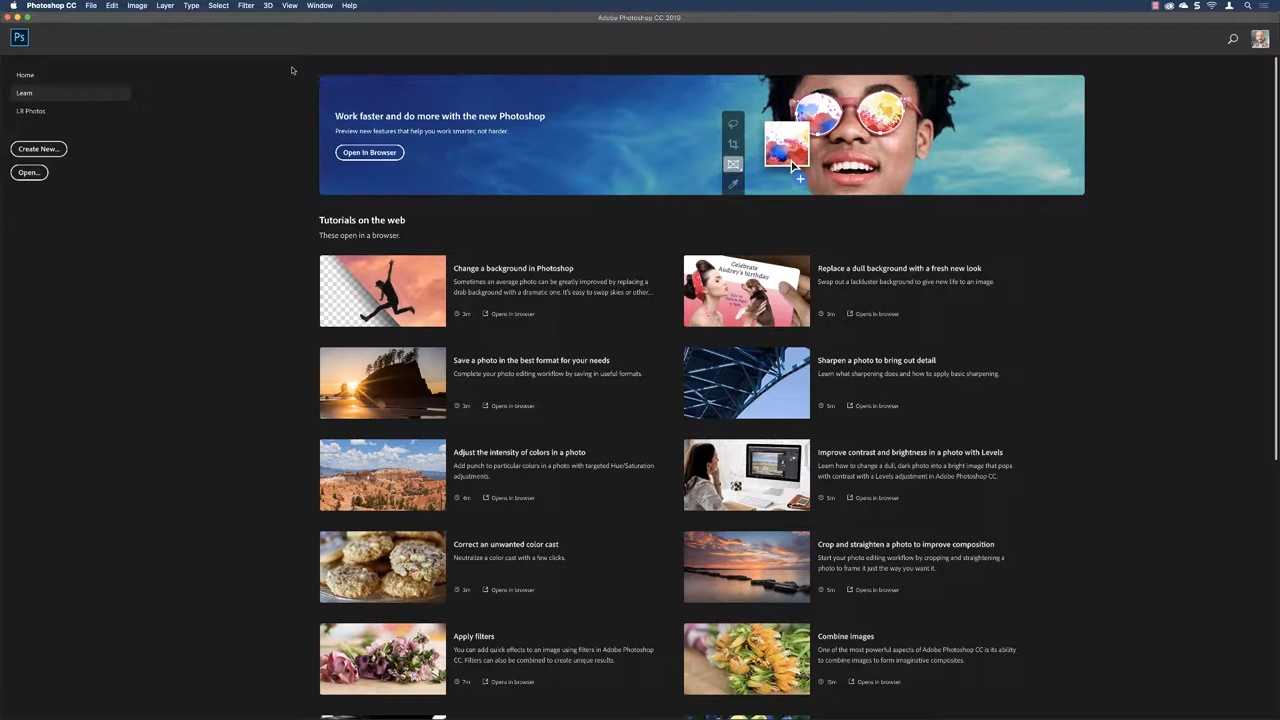 Photoshop CC File Edit Image Layer Type Select Filter 3D View Window Help
Adobe Photoshop CC 2019
Ps
Home
Learn
LR Photos
Create New...
Open...
Work faster and do more with the new Photoshop
Preview new features that help you work smarter, not harder.
Open In Browser
Tutorials on the web
These open in a browser.
Change a background in Photoshop
Sometimes an average photo can be greatly improved by replacing a
drab background with a dramatic one. It's easy to swap skies or other,...
3m Opens in browser
Celebrate
Audrey's birthday
Replace a dull background with a fresh new look
Swap out a lackluster background to give new life to an image.
3m Opens in browser
Save a photo in the best format for your needs
Complete your photo editing workflow by saving in useful formats.
3m Opens in browser
Sharpen a photo to bring out detail
Learn what sharpening does and how to apply basic sharpening.
5m Opens in browser
Adjust the intensity of colors in a photo
Add punch to particular colors in a photo with targeted Hue/Saturation
adjustments.
4m Opens in browser
Improve contrast and brightness in a photo with Levels
Learn how to change a dull, dark photo into a bright image that pops
with contrast with a Levels adjustment in Adobe Photoshop CC.
5m Opens in browser
Correct an unwanted color cast
Neutralize a color cast with a few clicks.
3m Opens in browser
Crop and straighten a photo to improve composition
Start your photo editing workflow by cropping and straightening a
photo to frame it just the way you want it.
5m Opens in browser
Apply filters
You can add quick effects to an image using filters in Adobe Photoshop
CC. Filters can also be combined to create unique results.
7m Opens in browser
Combine images
One of the most powerful aspects of Adobe Photoshop CC is its ability
to combine images to form imaginative composites.
15m Opens in browser